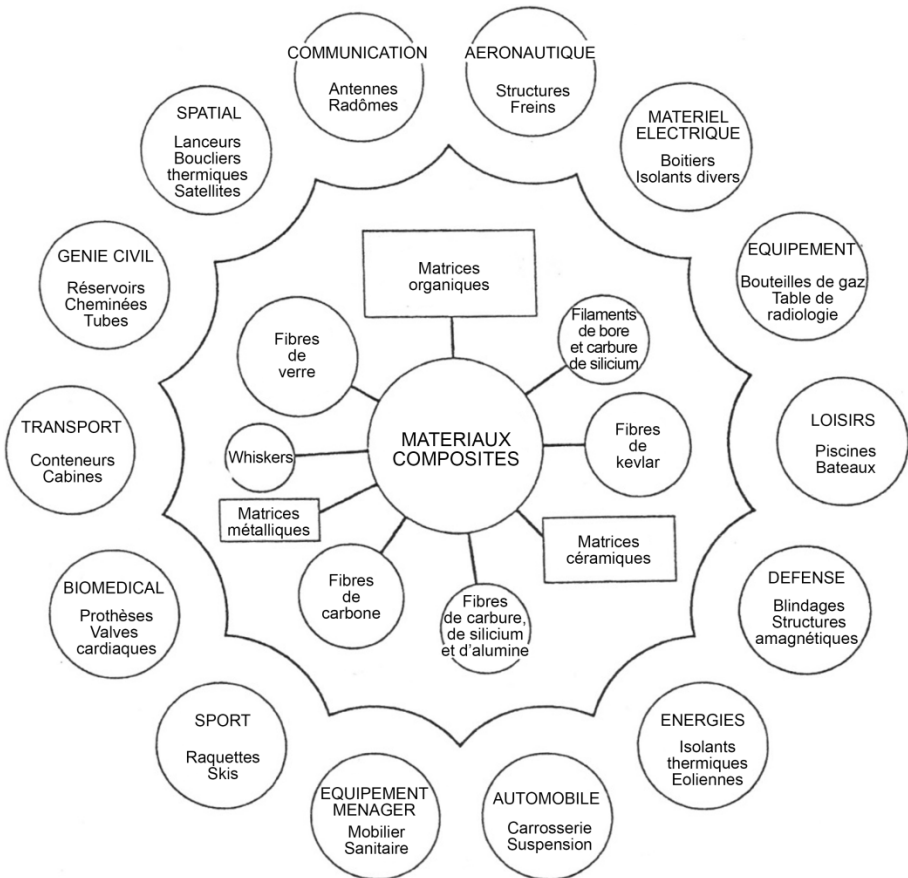 COMMUNICATION
Antennes
Radômes
AERONAUTIQUE
Structures
Freins
SPATIAL
Lanceurs
Boucliers
thermiques
Satellites
MATERIEL
ELECTRIQUE
Boitiers
Isolants divers
GENIE CIVIL
Réservoirs
Cheminées
Tubes
EQUIPEMENT
Bouteilles de gaz
Table de
radiologie
Matrices
organiques
Filaments
de bore
et carbure
de silicium
Fibres
de
verre
TRANSPORT
Conteneurs
Cabines
Whiskers
MATERIAUX
COMPOSITES
Fibres
de
kevlar
LOISIRS
Piscines
Bateaux
Matrices
métalliques
Matrices
céramiques
Fibres
de
carbone
Fibres
de carbure,
de silicium
et d'alumine
BIOMEDICAL
Prothèses
Valves
cardiaques
DEFENSE
Blindages
Structures
amagnétiques
SPORT
Raquettes
Skis
ENERGIES
Isolants
thermiques
Eoliennes
EQUIPEMENT
MENAGER
Mobilier
Sanitaire
AUTOMOBILE
Carrosserie
Suspension